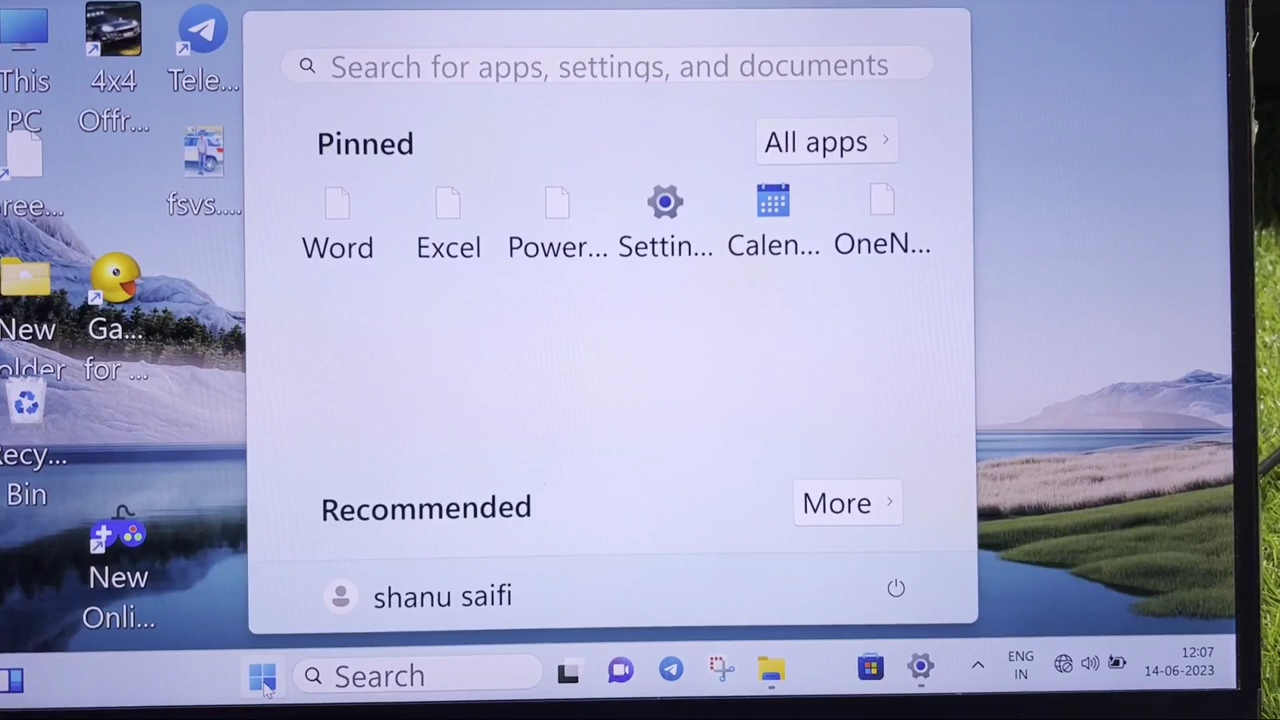 This
PC
4x4
Offr...
Tele...
ree...
fsvs....
New
older
Ga...
for ...
ecy...
Bin
New
Onli...
Search for apps, settings, and documents
Pinned
All apps
Word
Excel
Power...
Settin...
Calen...
OneN...
Recommended
More
shanu saifi
Search
ENG
IN
12:07
14-06-2023